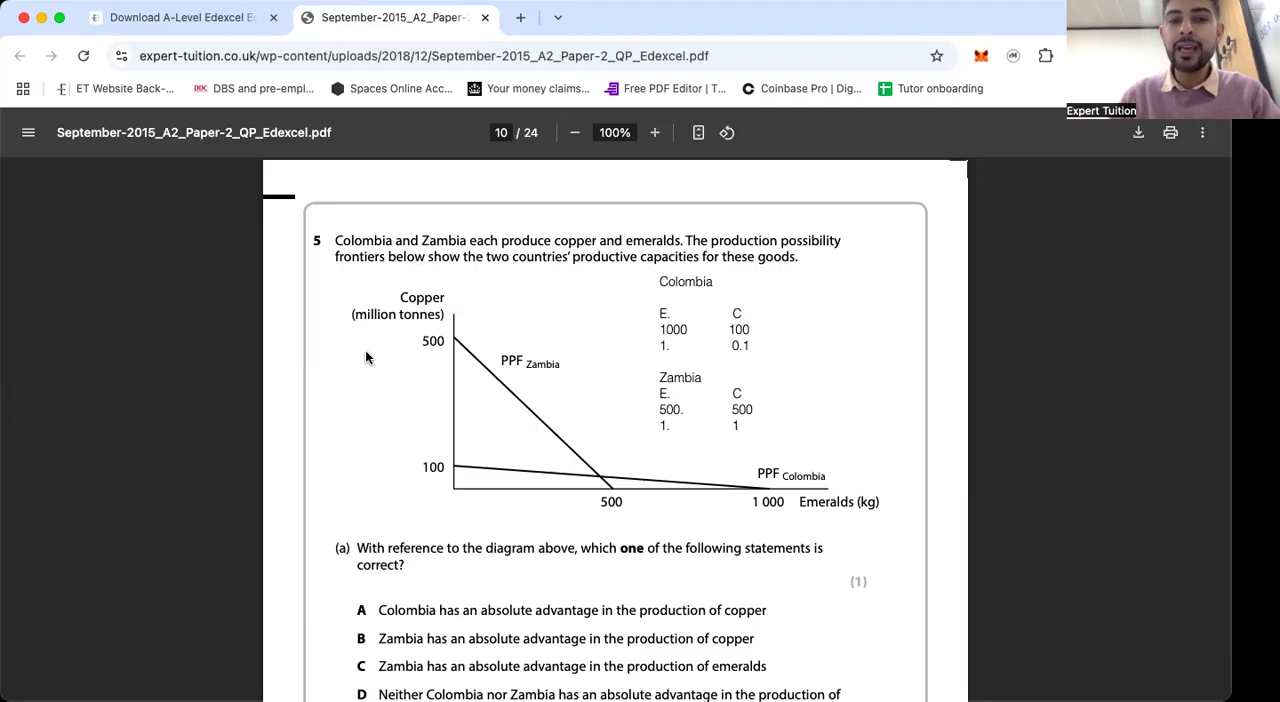 Download A-Level Edexcel Ec
September-2015_A2_Paper-2
expert-tuition.co.uk/wp-content/uploads/2018/12/September-2015_A2_Paper-2_QP_Edexcel.pdf
ET Website Back-...
DBS and pre-empl...
Spaces Online Acc...
Your money claims...
Free PDF Editor | T...
Coinbase Pro | Dig...
Tutor onboarding
Expert Tuition
September-2015_A2_Paper-2_QP_Edexcel.pdf
10 / 24
100%
5 Colombia and Zambia each produce copper and emeralds. The production possibility
frontiers below show the two countries' productive capacities for these goods.
Copper
(million tonnes)
500
100
PPF Zambia
Colombia
E. C
1000 100
1. 0.1
Zambia
E. C
500. 500
1. 1
PPF Colombia
500
1 000
Emeralds (kg)
(a) With reference to the diagram above, which one of the following statements is
correct?
(1)
A Colombia has an absolute advantage in the production of copper
B Zambia has an absolute advantage in the production of copper
C Zambia has an absolute advantage in the production of emeralds
D Neither Colombia nor Zambia has an absolute advantage in the production of